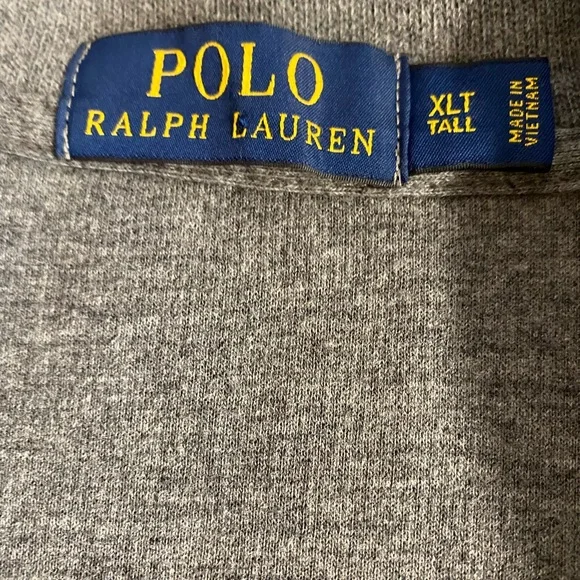 POLO
RALPH LAUREN
XLT
TALL
MADE IN
VIETNAM